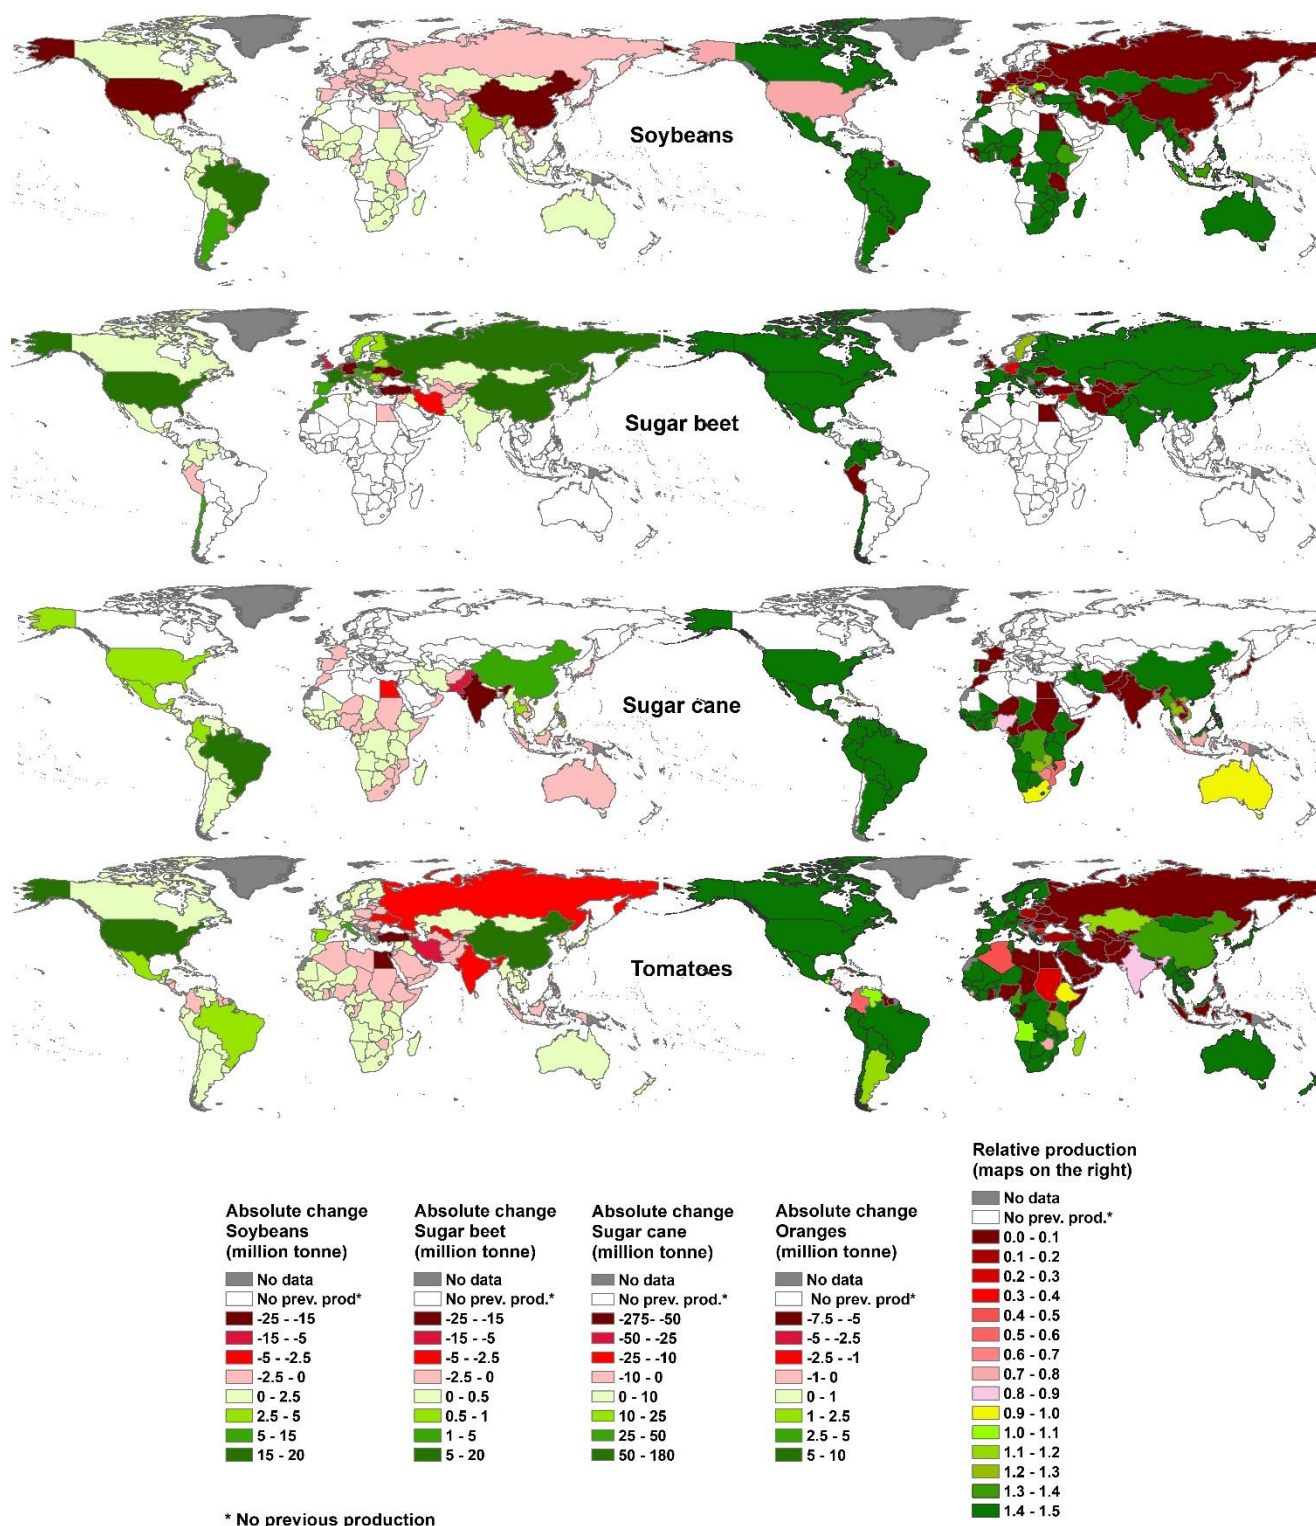 Soybeans
Sugar beet
Sugar cane
Tomatoes
Relative production
(maps on the right)
No data
No prev. prod.*
0.0 - 0.1
0.1 - 0.2
0.2 - 0.3
0.3 - 0.4
0.4 - 0.5
0.5 - 0.6
0.6 - 0.7
0.7 - 0.8
0.8 - 0.9
0.9 - 1.0
1.0 - 1.1
1.1 - 1.2
1.2 - 1.3
1.3 - 1.4
1.4 - 1.5
Absolute change
Soybeans
(million tonne)
No data
No prev. prod*
-25 - -15
-15 - -5
-5 - -2.5
-2.5 - 0
0 - 2.5
2.5 - 5
5 - 15
15 - 20
Absolute change
Sugar beet
(million tonne)
No data
No prev. prod.*
-25 - -15
-15 - -5
-5 - -2.5
-2.5 - 0
0 - 0.5
0.5 - 1
1 - 5
5 - 20
Absolute change
Sugar cane
(million tonne)
No data
No prev. prod.*
-275- -50
-50 - -25
-25 - -10
-10 - 0
0 - 10
10 - 25
25 - 50
50 - 180
Absolute change
Oranges
(million tonne)
No data
No prev. prod*
-7.5 - -5
-5 - -2.5
-2.5 - -1
-1- 0
0 - 1
1 - 2.5
2.5 - 5
5 - 10
* No previous production